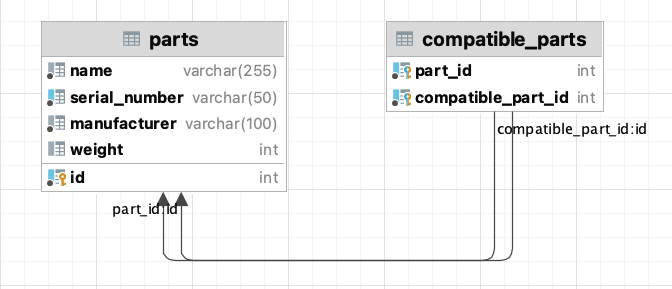 parts
name varchar(255)
serial_number varchar(50)
manufacturer varchar(100)
weight int
id int
compatible_parts
part_id int
compatible_part_id int
compatible_part_id:id
part_id:id